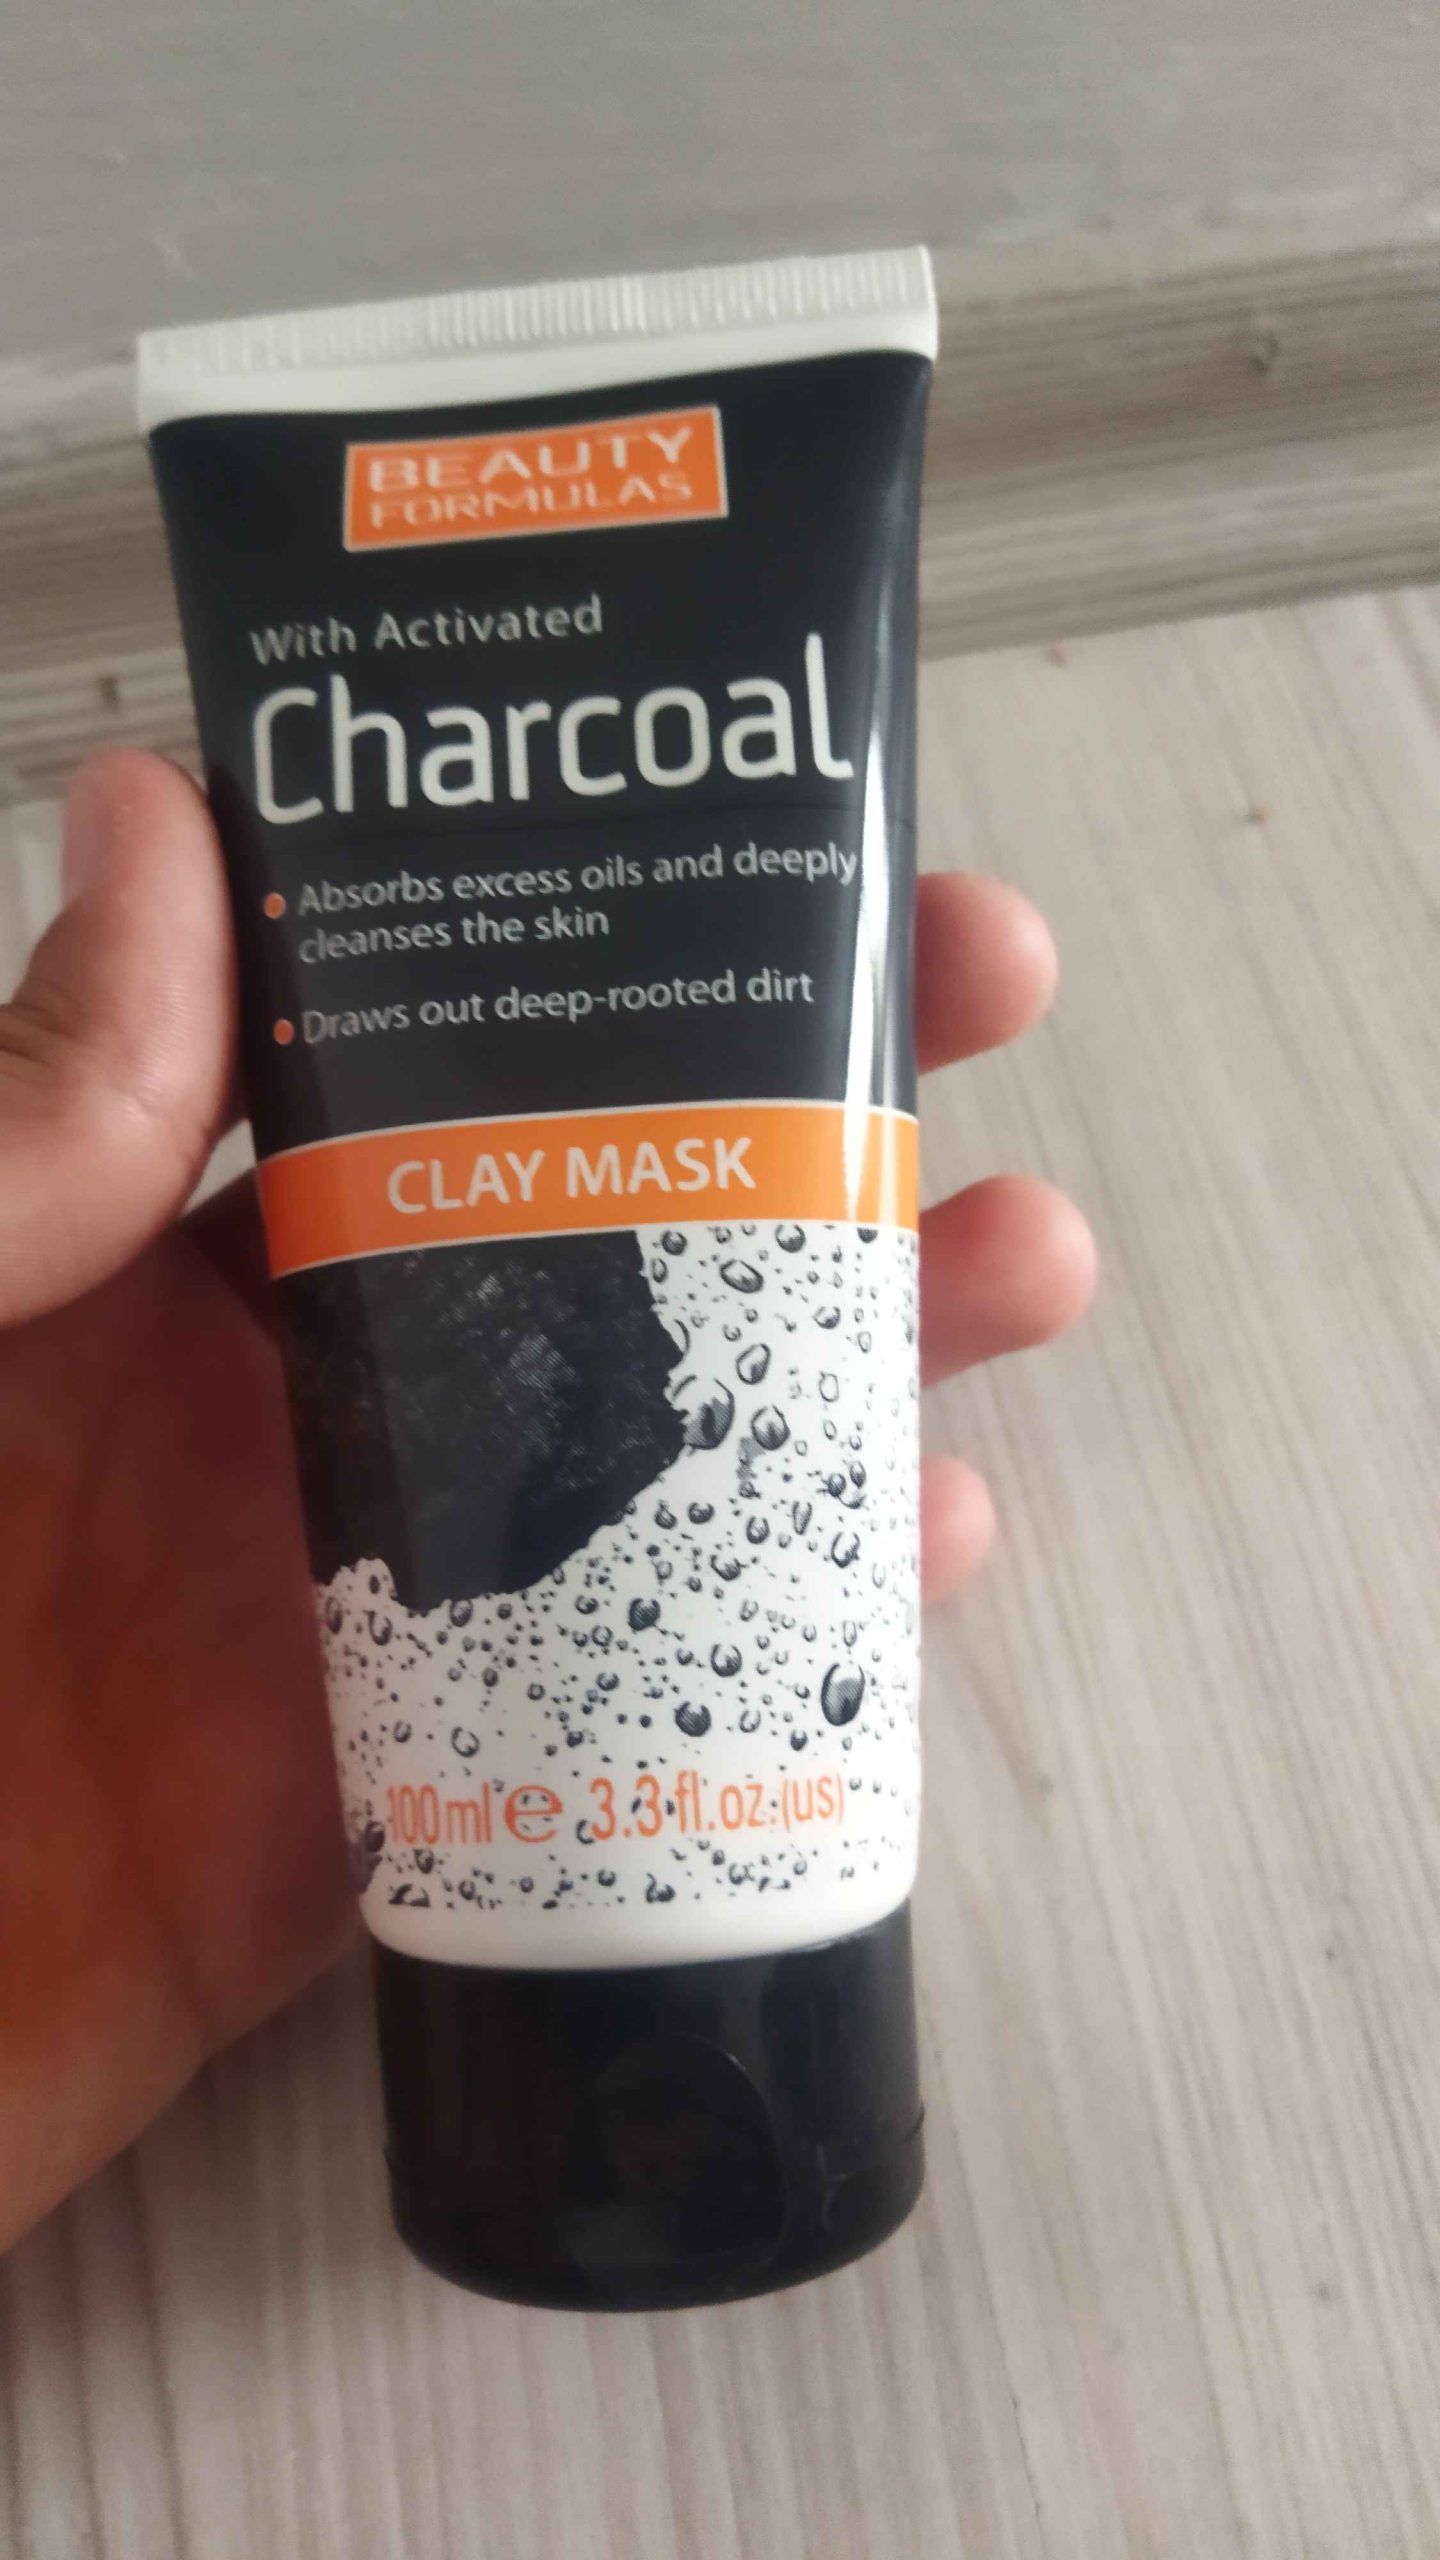 BEAUTY
FORMULAS
With Activated
Charcoal
• Absorbs excess oils and deeply
cleanses the skin
• Draws out deep-rooted dirt
CLAY MASK
100ml e 3.3 fl.oz.(us)